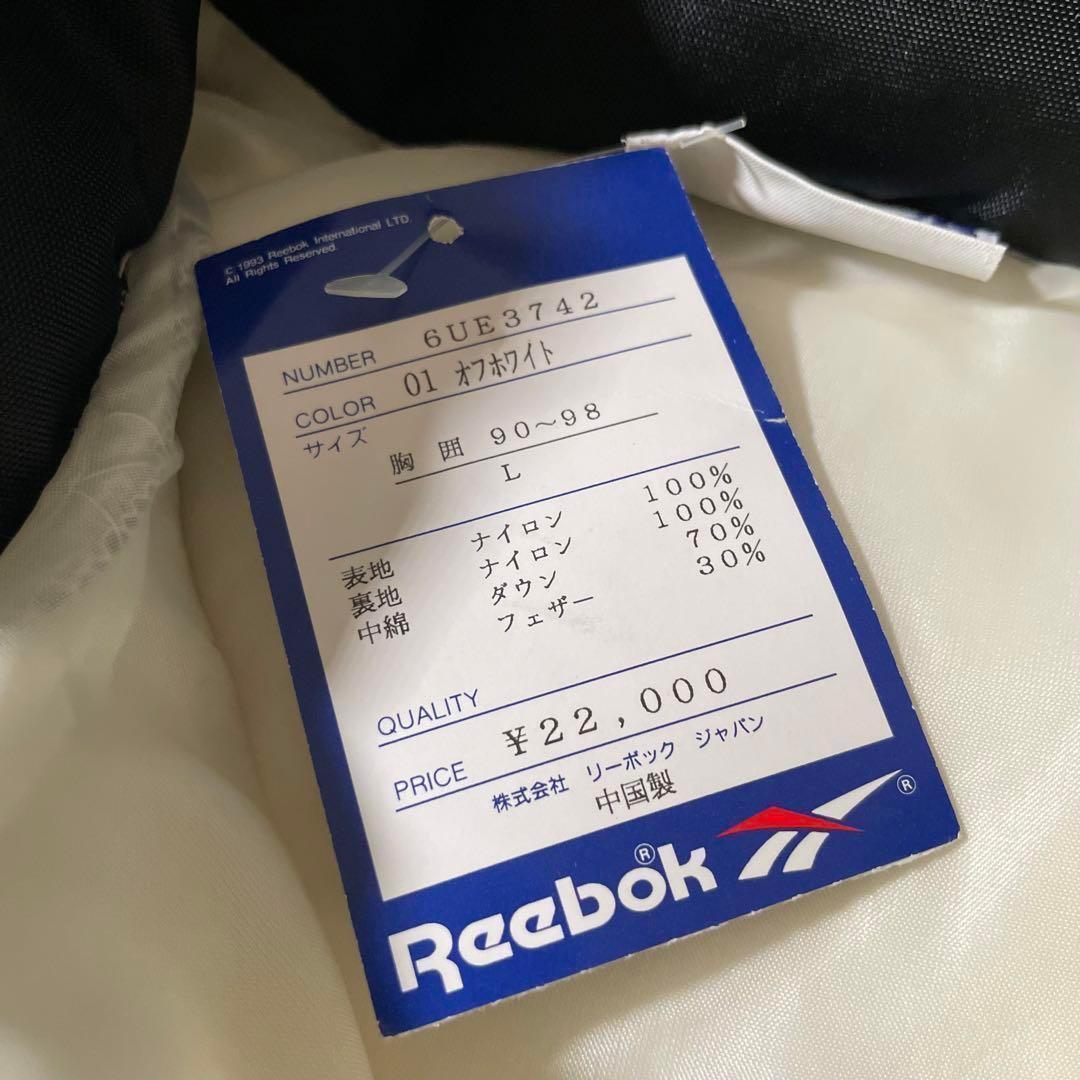 © 1993 Reebok International LTD.
All Rights Reserved.
NUMBER 6UE3742
COLOR 01 オフホワイト
サイズ 胸囲 90～98
L
表地 ナイロン 100%
裏地 ナイロン 100%
中綿 ダウン 70%
フェザー 30%
QUALITY
PRICE ¥22,000
株式会社 リーボック ジャパン
中国製
Reebok ®
®